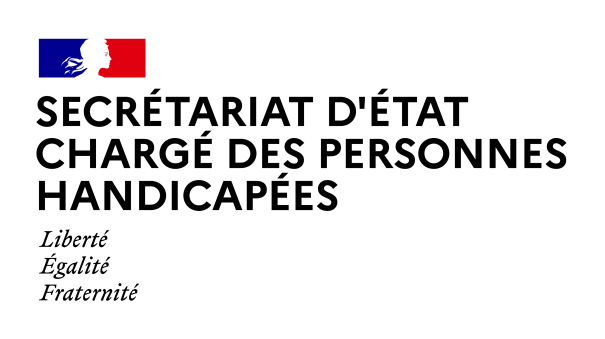 SECRÉTARIAT D'ÉTAT
CHARGÉ DES PERSONNES
HANDICAPÉES
Liberté
Égalité
Fraternité